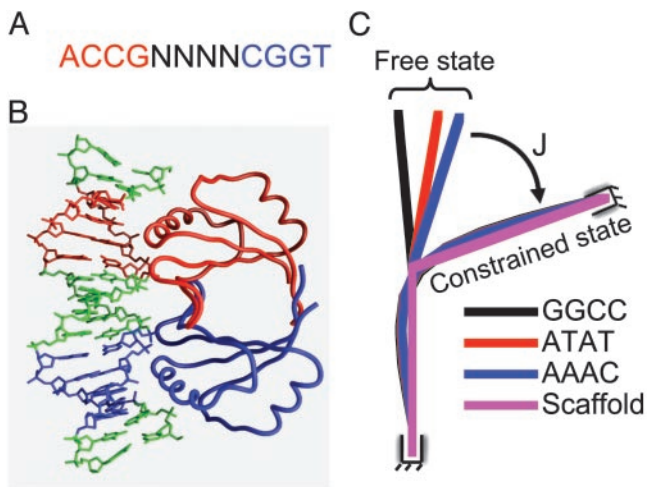 A
ACCGNNNNCGGT
B
C
Free state
J
Constrained state
GGCC
ATAT
AAAC
Scaffold